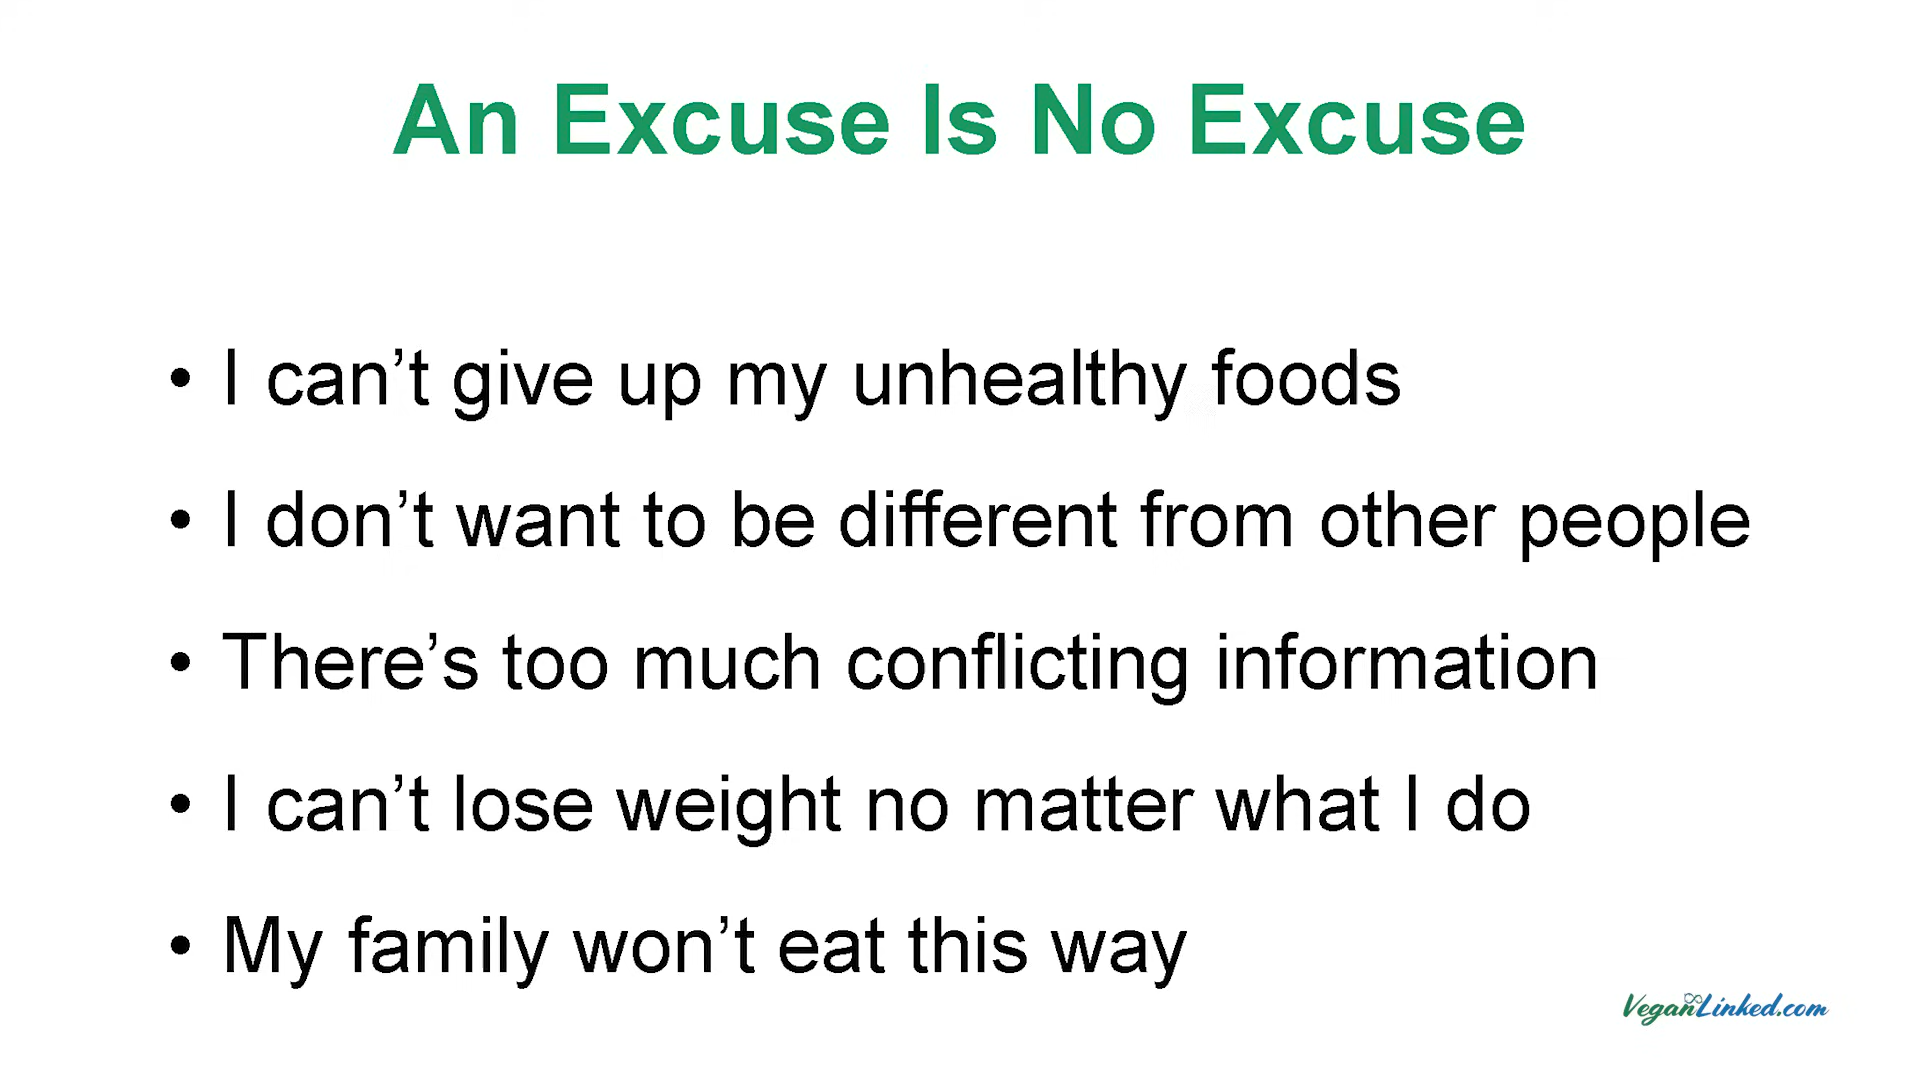 An Excuse Is No Excuse
• I can’t give up my unhealthy foods
• I don’t want to be different from other people
• There’s too much conflicting information
• I can’t lose weight no matter what I do
• My family won’t eat this way
VeganLinked.com